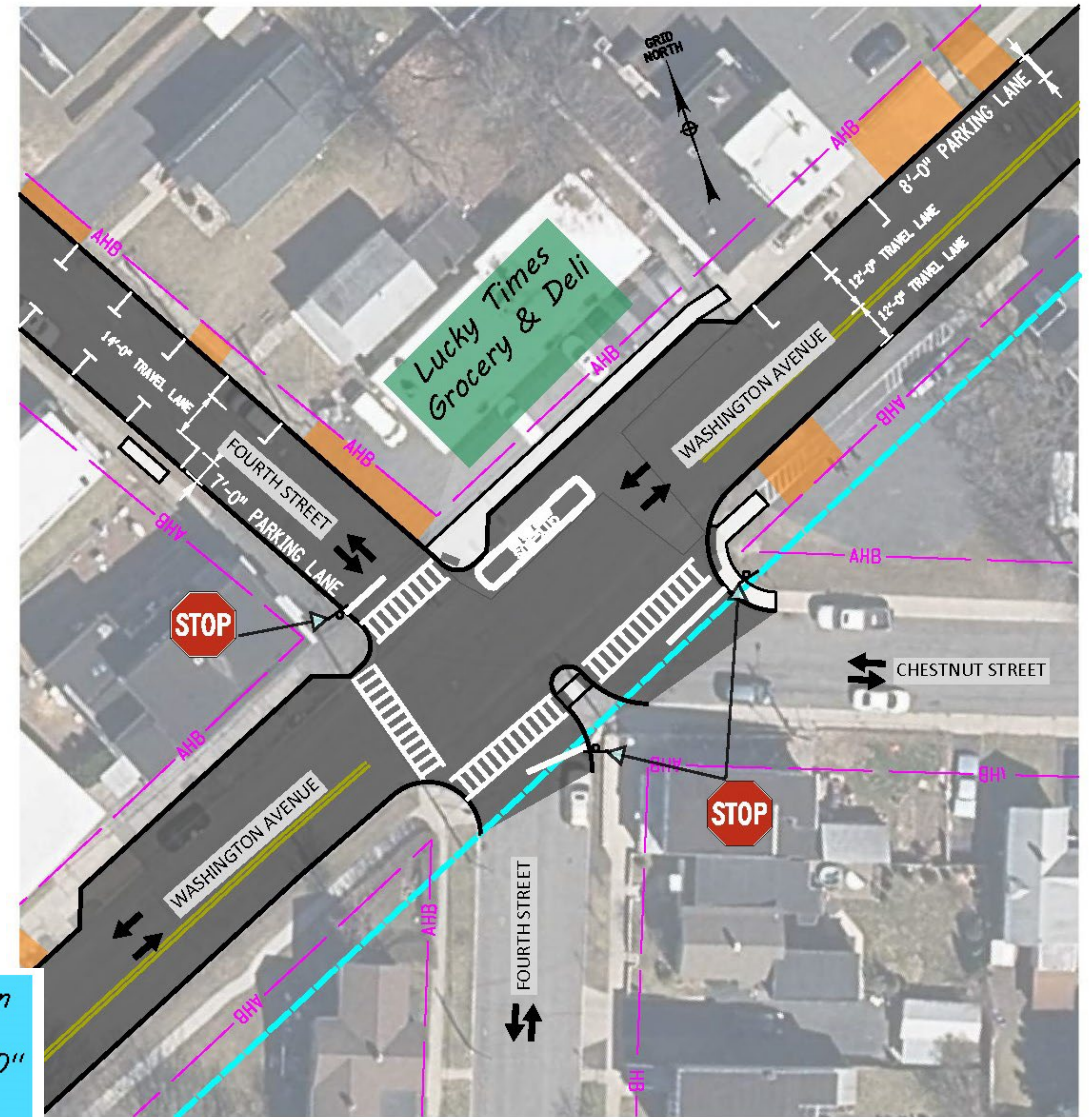 GRID
NORTH
AHB
8'-0" PARKING LANE
AHB
Lucky Times
Grocery & Deli
12'-0" TRAVEL LANE
12'-0" TRAVEL LANE
AHB
14'-0" TRAVEL LANE
WASHINGTON AVENUE
AHB
FOURTH STREET
AHB
7'-0" PARKING LANE
AHB
AHB
STOP
CHESTNUT STREET
AHB
AHB
AHB
STOP
WASHINGTON AVENUE
FOURTH STREET
AHB
AHB
HB